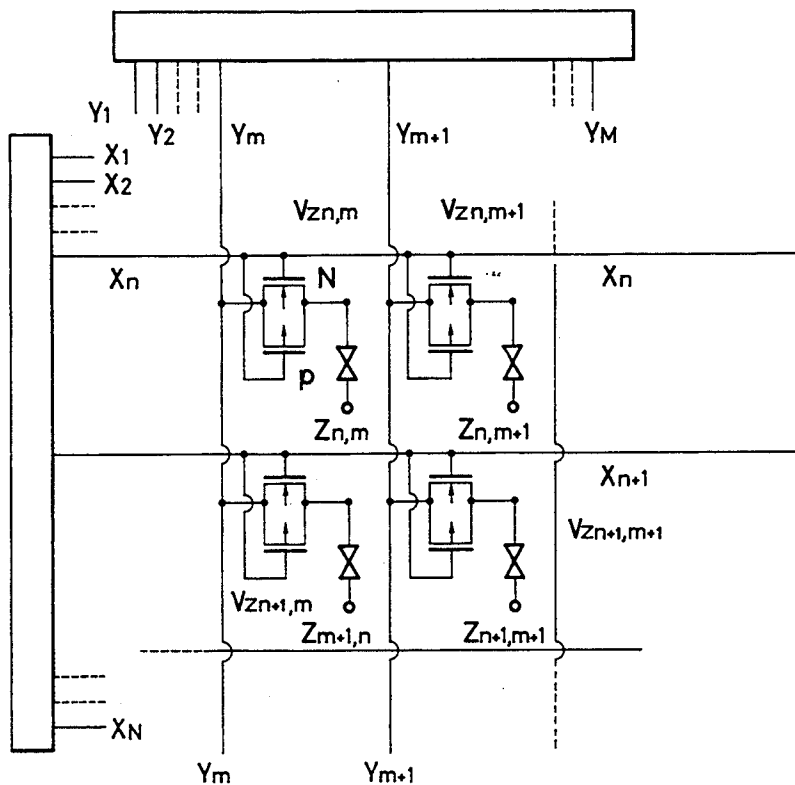 Y1 Y2 Ym Ym+1 YM
X1
X2
Vzn,m Vzn,m+1
Xn N Xn
p
Zn,m Zn,m+1
Xn+1
Vzn+1,m+1
Vzn+1,m
Zm+1,n Zn+1,m+1
XN
Ym Ym+1